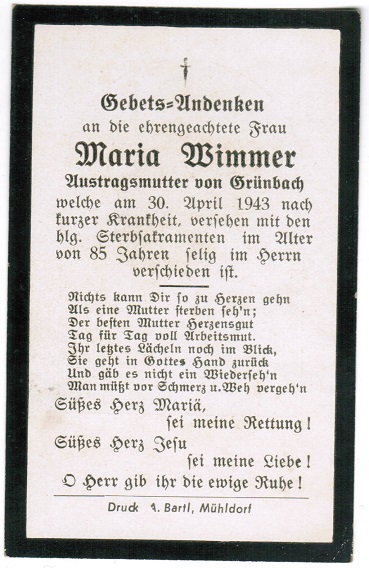 Gebets-Andenken
an die ehrengeachtete Frau
Maria Wimmer
Austragsmutter von Grünbach
welche am 30. April 1943 nach
kurzer Krankheit, versehen mit den
hlg. Sterbsakramenten im Alter
von 85 Jahren selig im Herrn
verschieden ist.
Nichts kann Dir so zu Herzen gehn
Als eine Mutter sterben seh'n;
Der besten Mutter Herzensgut
Tag für Tag voll Arbeitsmut.
Ihr letztes Lächeln noch im Blick,
Sie geht in Gottes Hand zurück
Und gäb es nicht ein Wiederseh'n
Man müßt vor Schmerz u. Weh vergeh'n
Süßes Herz Mariä,
sei meine Rettung!
Süßes Herz Jesu
sei meine Liebe!
O Herr gib ihr die ewige Ruhe!
Druck A. Bartl, Mühldorf